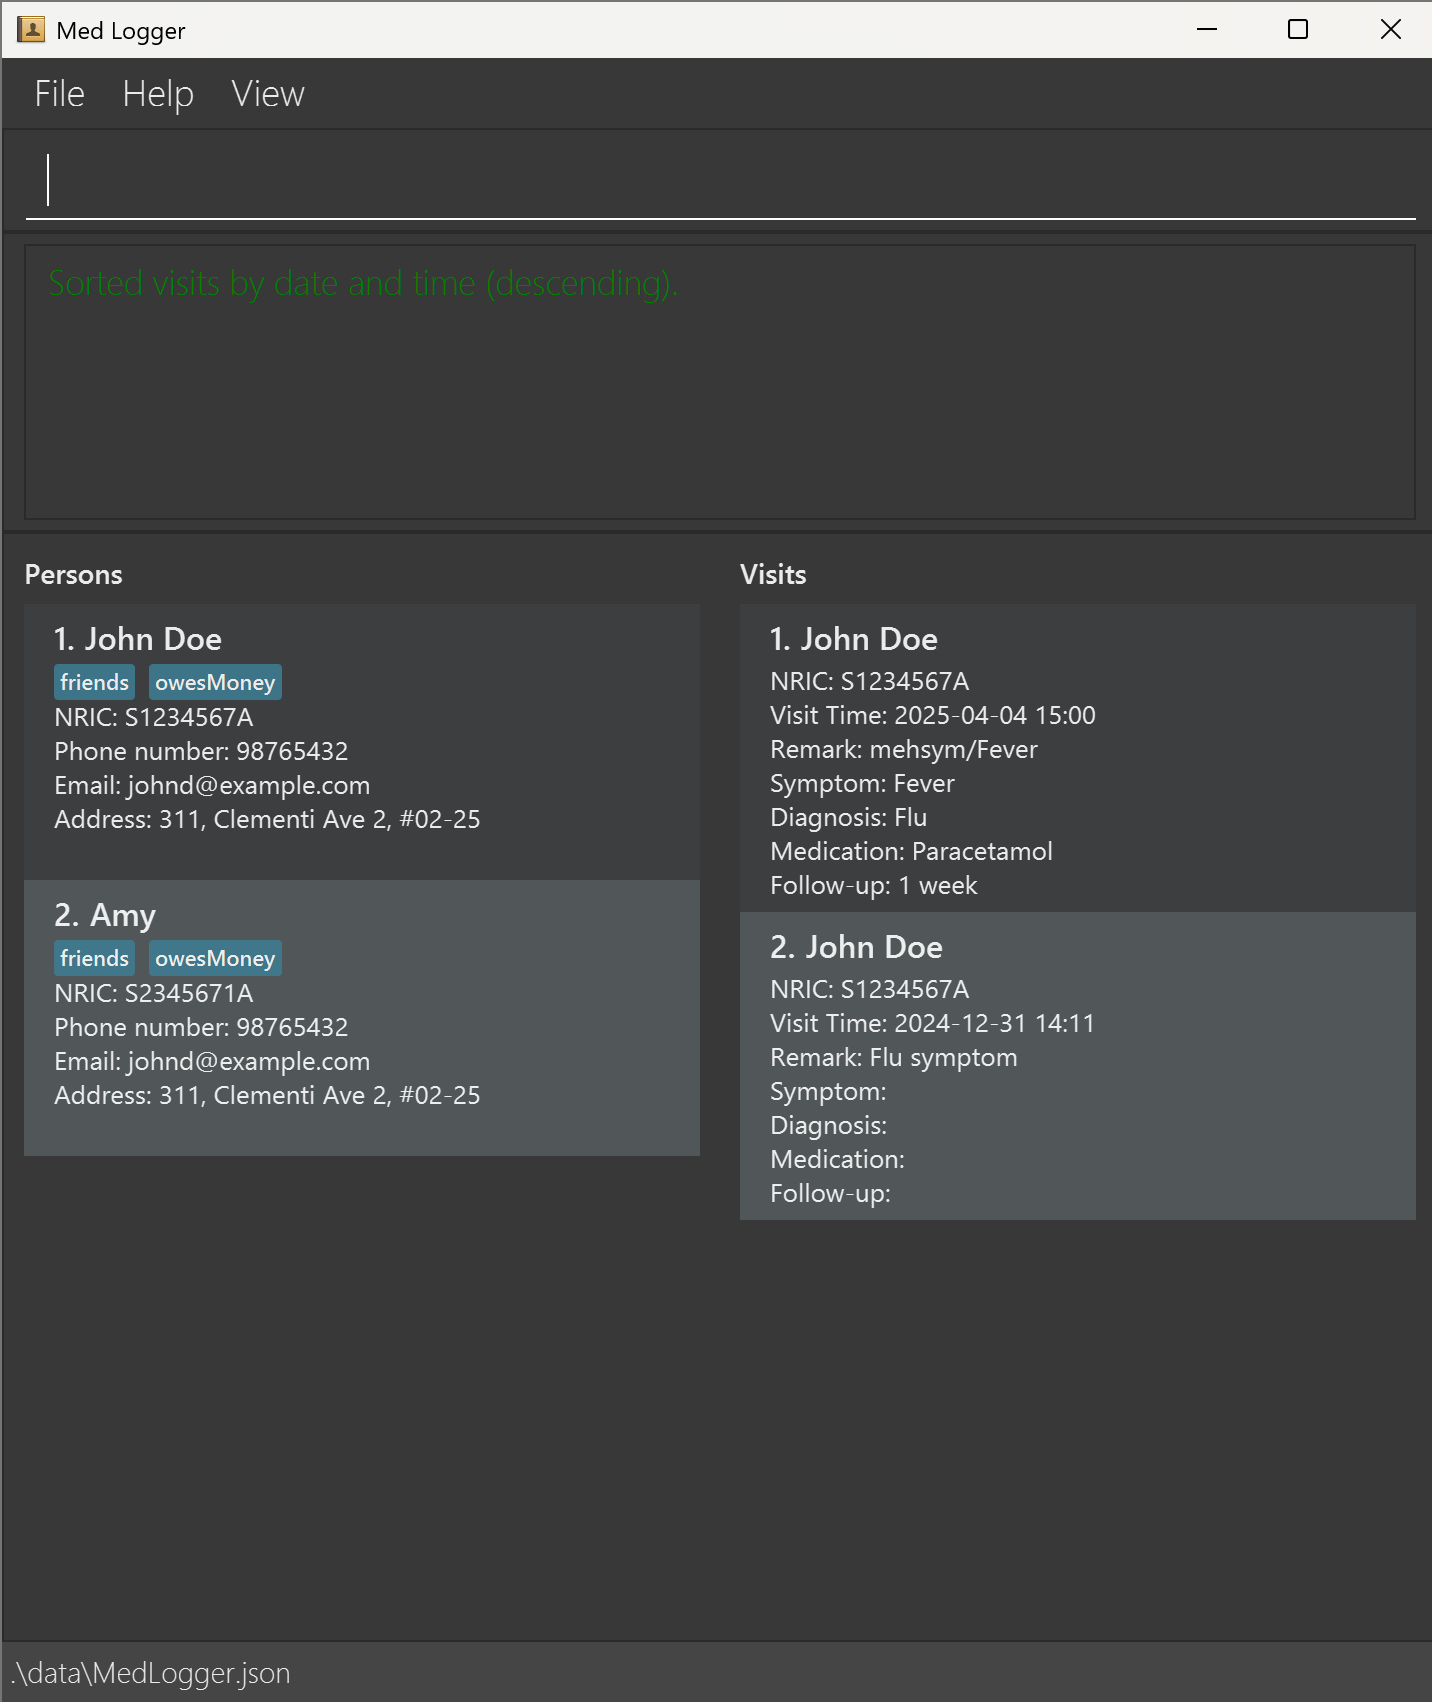 Med Logger
File Help View
Sorted visits by date and time (descending).
Persons
1. John Doe
friends owesMoney
NRIC: S1234567A
Phone number: 98765432
Email: johnd@example.com
Address: 311, Clementi Ave 2, #02-25
2. Amy
friends owesMoney
NRIC: S2345671A
Phone number: 98765432
Email: johnd@example.com
Address: 311, Clementi Ave 2, #02-25
Visits
1. John Doe
NRIC: S1234567A
Visit Time: 2025-04-04 15:00
Remark: mehsym/Fever
Symptom: Fever
Diagnosis: Flu
Medication: Paracetamol
Follow-up: 1 week
2. John Doe
NRIC: S1234567A
Visit Time: 2024-12-31 14:11
Remark: Flu symptom
Symptom:
Diagnosis:
Medication:
Follow-up:
.\data\MedLogger.json